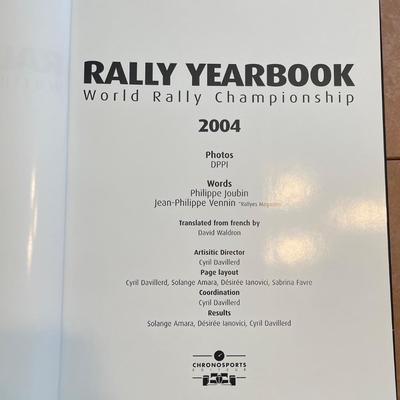 RALLY YEARBOOK
World Rally Championship
2004
Photos
DPPI
Words
Philippe Joubin
Jean-Philippe Vennin "Rallyes Magazine"
Translated from french by
David Waldron
Artisitic Director
Cyril Davillerd
Page layout
Cyril Davillerd, Solange Amara, Désirée Ianovici, Sabrina Favre
Coordination
Cyril Davillerd
Results
Solange Amara, Désirée Ianovici, Cyril Davillerd
CHRONOSPORTS
EDITEUR